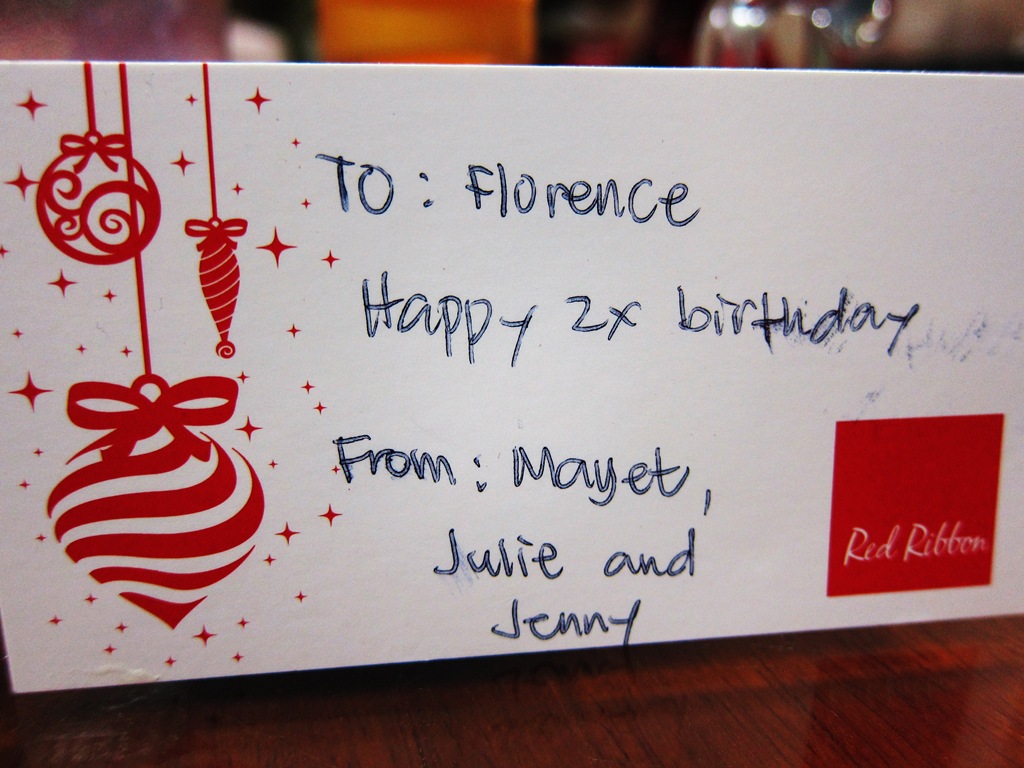 TO: Florence
Happy 2x birthday
From: Mayet,
Julie and
Jenny
Red Ribbon